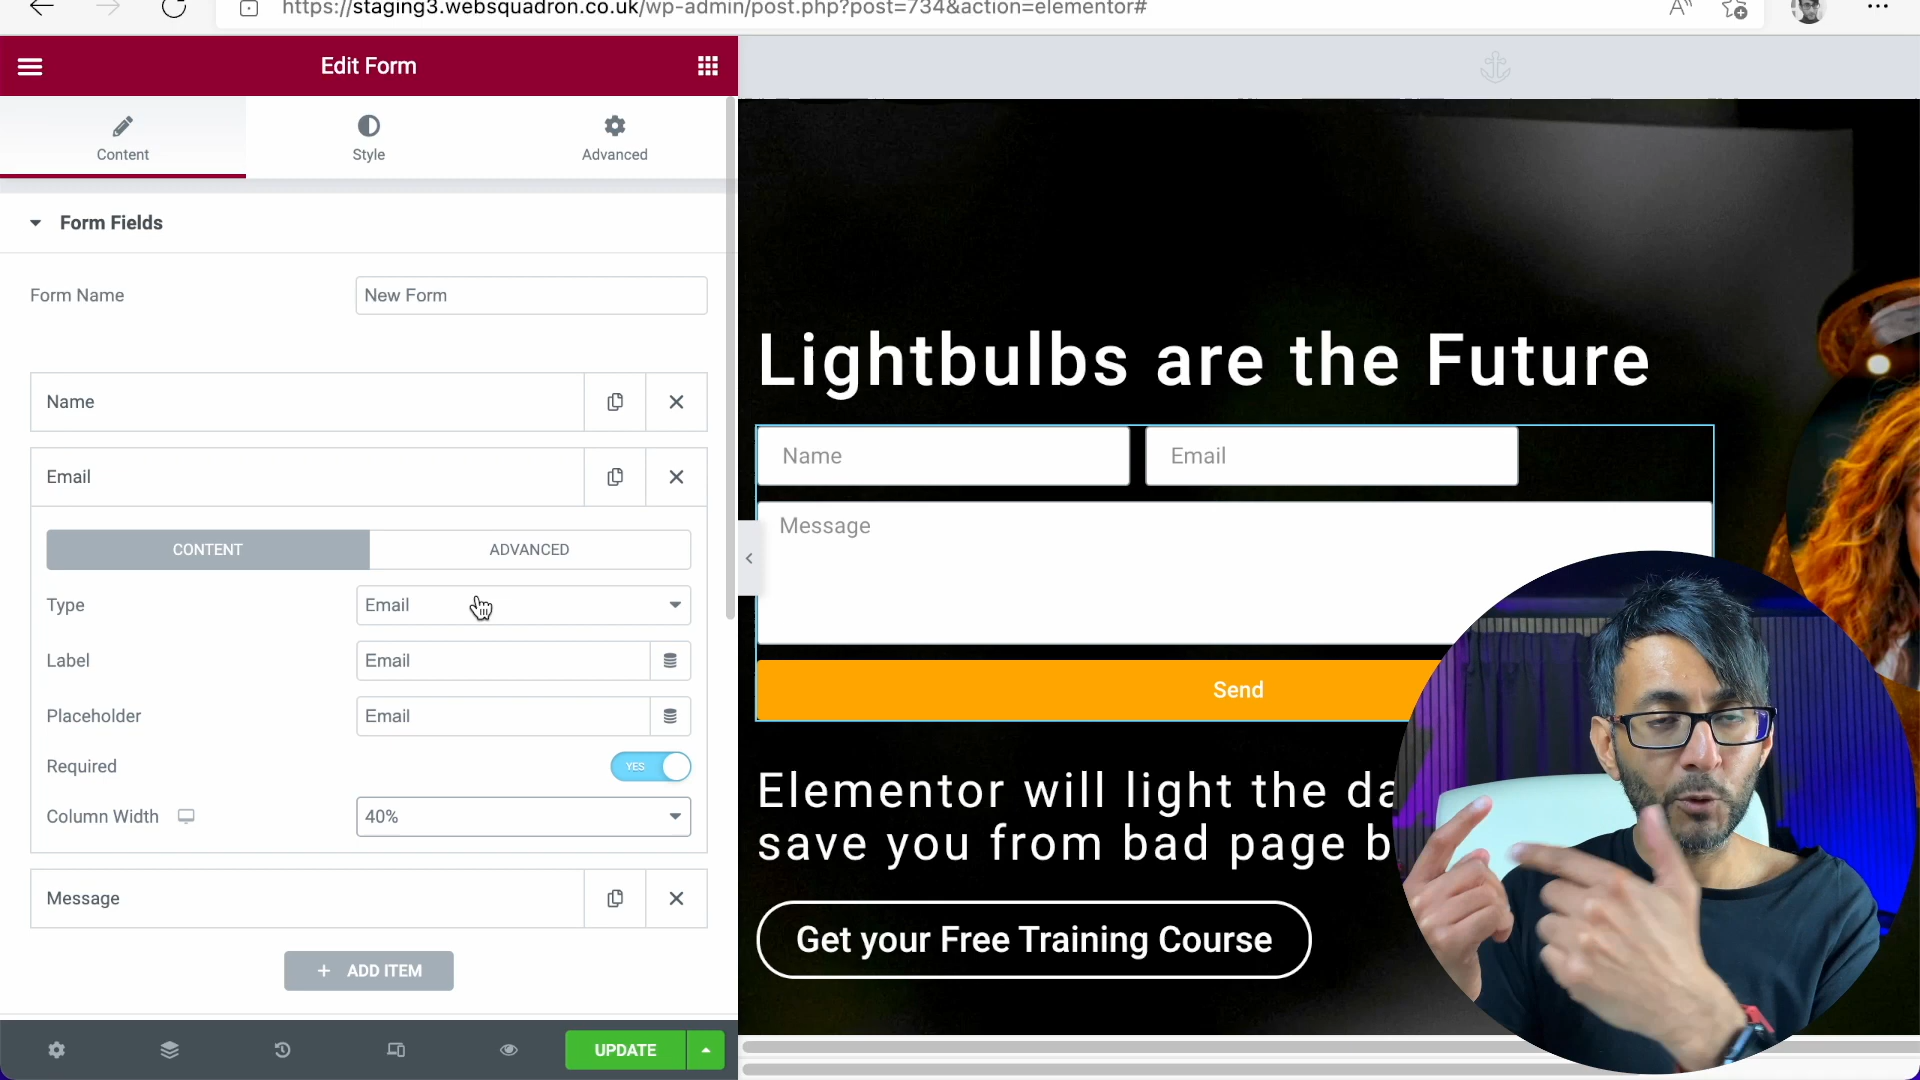 https://staging3.websquadron.co.uk/wp-admin/post.php?post=734&action=elementor#
Edit Form
Content
Style
Advanced
Form Fields
Form Name
New Form
Name
Email
CONTENT
ADVANCED
Type
Email
Label
Email
Placeholder
Email
Required
YES
Column Width
40%
Message
+ ADD ITEM
UPDATE
Lightbulbs are the Future
Name
Email
Message
Send
Elementor will light the da
save you from bad page b
Get your Free Training Course